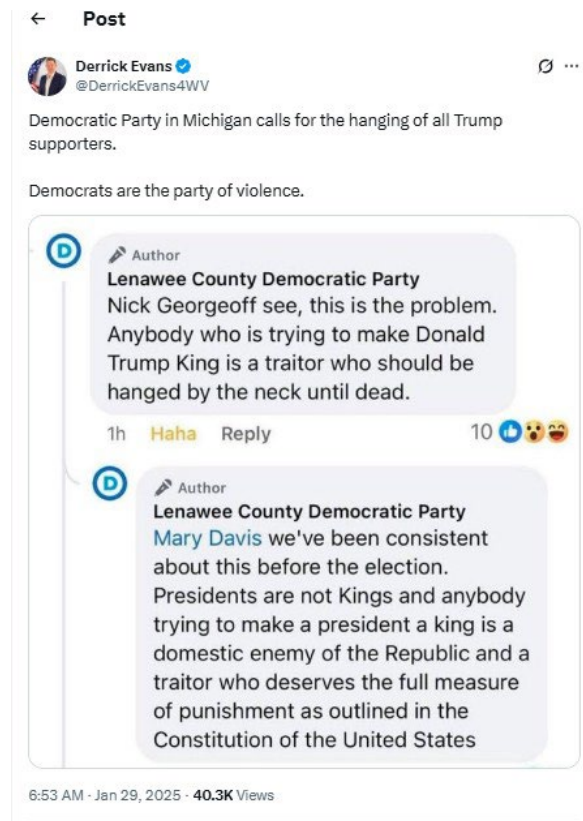 Post
Derrick Evans
@DerrickEvans4WV
Democratic Party in Michigan calls for the hanging of all Trump
supporters.
Democrats are the party of violence.
D
Author
Lenawee County Democratic Party
Nick Georgeoff see, this is the problem.
Anybody who is trying to make Donald
Trump King is a traitor who should be
hanged by the neck until dead.
1h Haha Reply 10
D
Author
Lenawee County Democratic Party
Mary Davis we've been consistent
about this before the election.
Presidents are not Kings and anybody
trying to make a president a king is a
domestic enemy of the Republic and a
traitor who deserves the full measure
of punishment as outlined in the
Constitution of the United States
6:53 AM · Jan 29, 2025 · 40.3K Views